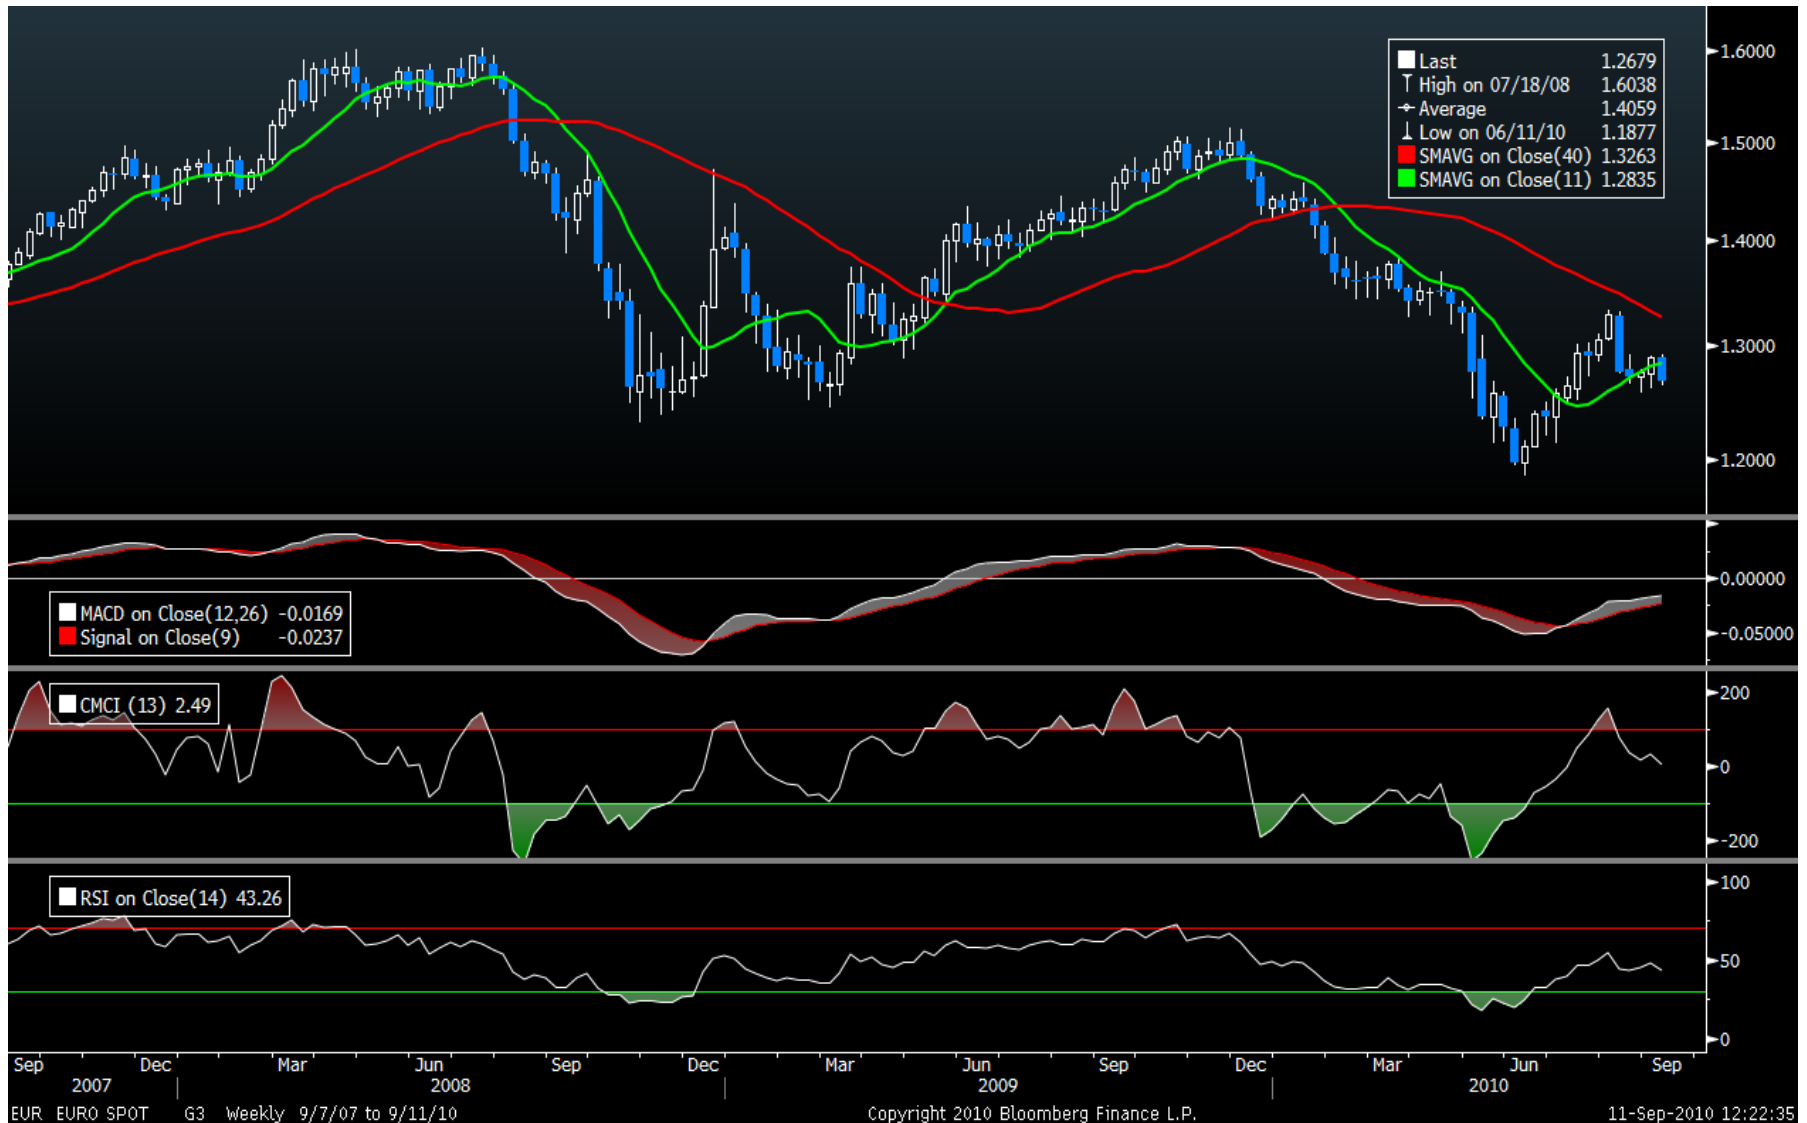 1.6000
1.5000
1.4000
1.3000
1.2000
Last 1.2679
High on 07/18/08 1.6038
Average 1.4059
Low on 06/11/10 1.1877
SMAVG on Close(40) 1.3263
SMAVG on Close(11) 1.2835
0.00000
-0.05000
MACD on Close(12,26) -0.0169
Signal on Close(9) -0.0237
200
0
-200
CMCI (13) 2.49
100
50
0
RSI on Close(14) 43.26
Sep Dec Mar Jun Sep Dec Mar Jun Sep Dec Mar Jun Sep
2007 2008 2009 2010
EUR EURO SPOT G3 Weekly 9/7/07 to 9/11/10 Copyright 2010 Bloomberg Finance L.P. 11-Sep-2010 12:22:35